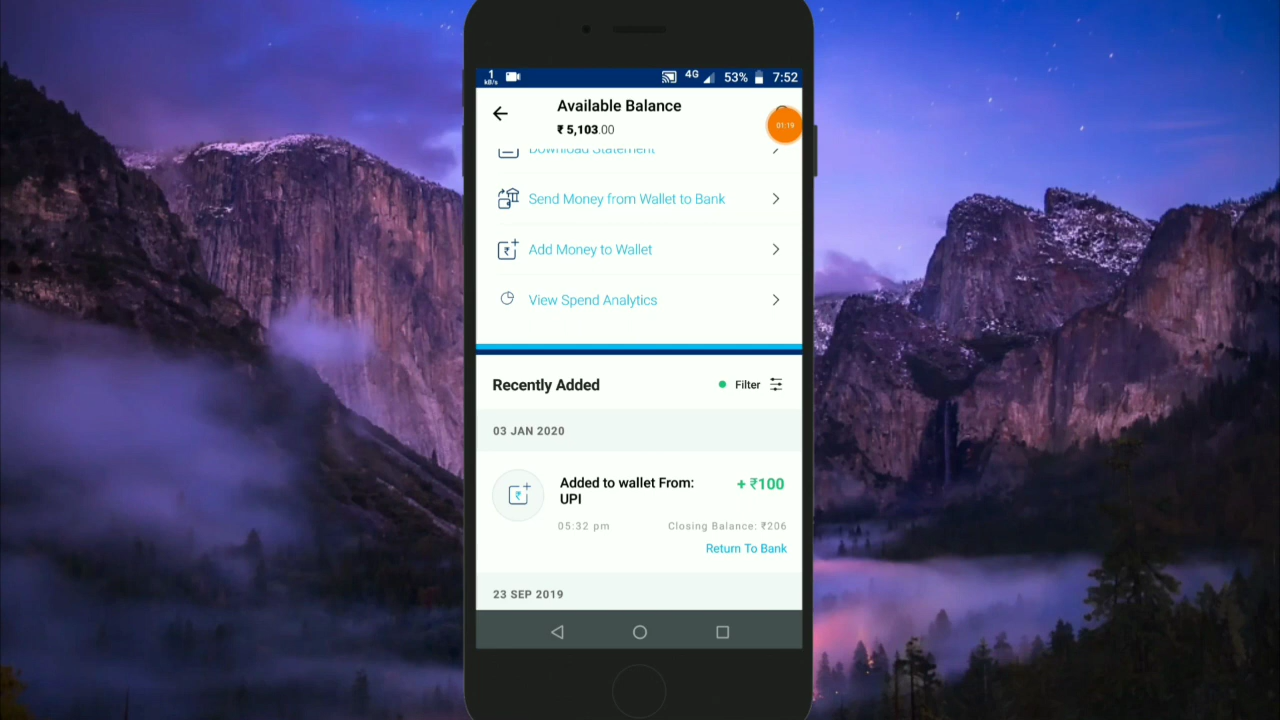 1
kB/s
4G
53%
7:52
Available Balance
₹ 5,103.00
01:19
Download Statement
Send Money from Wallet to Bank
Add Money to Wallet
View Spend Analytics
Recently Added
Filter
03 JAN 2020
Added to wallet From:
UPI
+ ₹100
05:32 pm
Closing Balance: ₹206
Return To Bank
23 SEP 2019